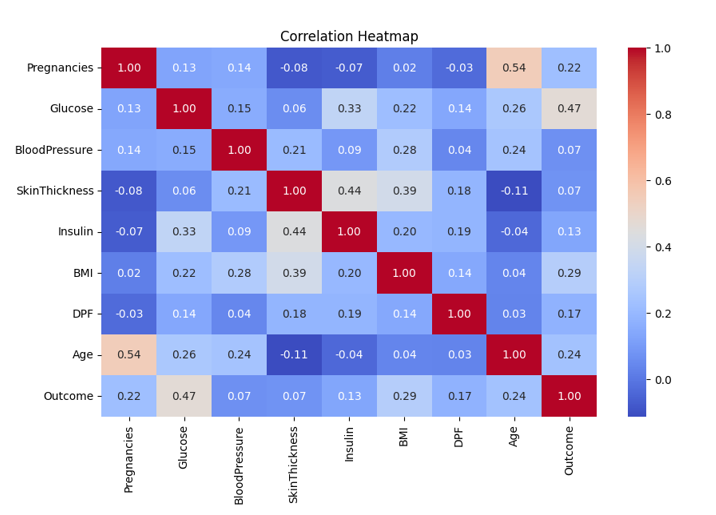 Correlation Heatmap
Pregnancies 1.00 0.13 0.14 -0.08 -0.07 0.02 -0.03 0.54 0.22
Glucose 0.13 1.00 0.15 0.06 0.33 0.22 0.14 0.26 0.47
BloodPressure 0.14 0.15 1.00 0.21 0.09 0.28 0.04 0.24 0.07
SkinThickness -0.08 0.06 0.21 1.00 0.44 0.39 0.18 -0.11 0.07
Insulin -0.07 0.33 0.09 0.44 1.00 0.20 0.19 -0.04 0.13
BMI 0.02 0.22 0.28 0.39 0.20 1.00 0.14 0.04 0.29
DPF -0.03 0.14 0.04 0.18 0.19 0.14 1.00 0.03 0.17
Age 0.54 0.26 0.24 -0.11 -0.04 0.04 0.03 1.00 0.24
Outcome 0.22 0.47 0.07 0.07 0.13 0.29 0.17 0.24 1.00
Pregnancies
Glucose
BloodPressure
SkinThickness
Insulin
BMI
DPF
Age
Outcome
1.0
0.8
0.6
0.4
0.2
0.0